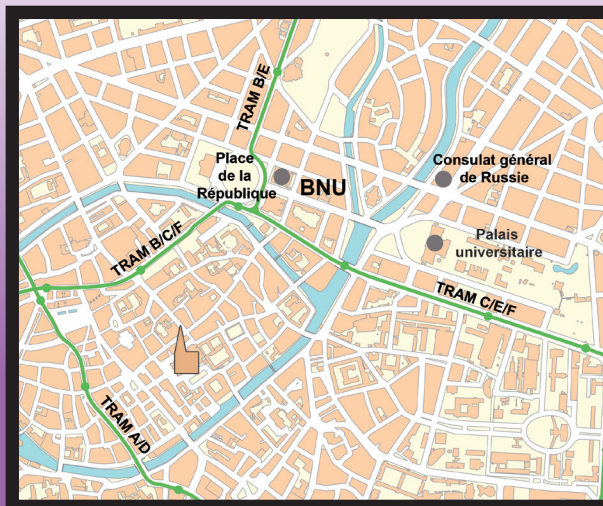 TRAM B/E
Place
de la
République
BNU
Consulat général
de Russie
Palais
universitaire
TRAM B/C/F
TRAM C/E/F
TRAM A/D